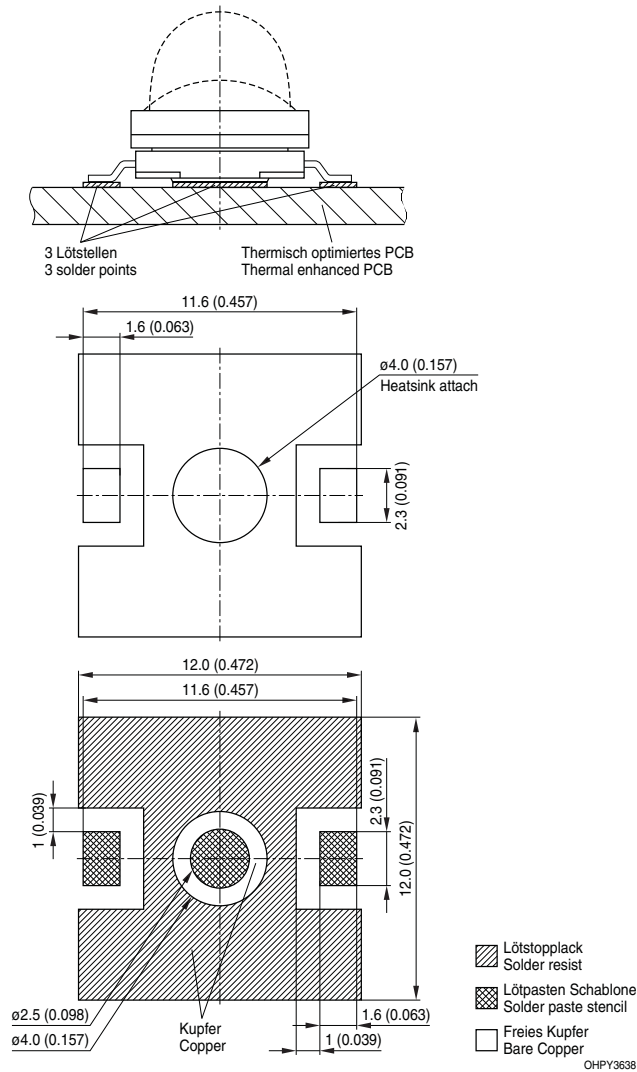 3 Lötstellen
3 solder points
Thermisch optimiertes PCB
Thermal enhanced PCB
11.6 (0.457)
1.6 (0.063)
ø4.0 (0.157)
Heatsink attach
2.3 (0.091)
12.0 (0.472)
11.6 (0.457)
1 (0.039)
2.3 (0.091)
12.0 (0.472)
Lötstopplack
Solder resist
Lötpasten Schablone
Solder paste stencil
Freies Kupfer
Bare Copper
ø2.5 (0.098)
ø4.0 (0.157)
Kupfer
Copper
1.6 (0.063)
1 (0.039)
OHPY3638